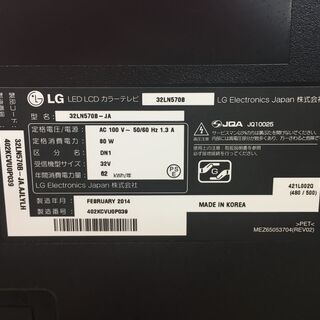 LG LED LCD カラーテレビ 32LN570B
型名: 32LN570B-JA
LG Electronics Japan 株式会社
定格電圧/電源: AC 100 V~ 50/60 Hz 1.3 A
定格消費電力: 80 W
区分名: DN1
受信機型サイズ: 32V
年間消費電力量: 62 kWh/年
LG Electronics Japan 株式会社
JQA JQ10025
製造年月: FEBRUARY 2014
製造番号: 402KCVU0P039
MADE IN KOREA
421L002Q
(480 / 500)
>PET<
MEZ65053704(REV02)
32LN570B-JA.AJLYLH
402KCVU0P039